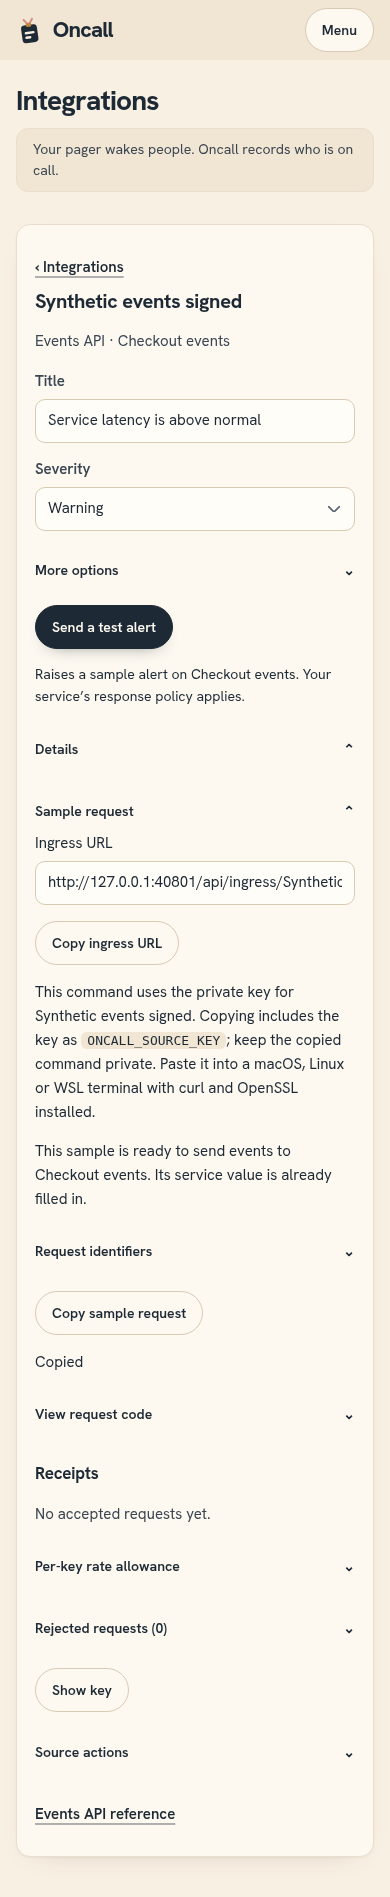 Oncall
Menu
Integrations
Your pager wakes people. Oncall records who is on
call.
‹ Integrations
Synthetic events signed
Events API · Checkout events
Title
Service latency is above normal
Severity
Warning
More options
Send a test alert
Raises a sample alert on Checkout events. Your
service’s response policy applies.
Details
Sample request
Ingress URL
http://127.0.0.1:40801/api/ingress/Synthetic
Copy ingress URL
This command uses the private key for
Synthetic events signed. Copying includes the
key as ONCALL_SOURCE_KEY; keep the copied
command private. Paste it into a macOS, Linux
or WSL terminal with curl and OpenSSL
installed.
This sample is ready to send events to
Checkout events. Its service value is already
filled in.
Request identifiers
Copy sample request
Copied
View request code
Receipts
No accepted requests yet.
Per-key rate allowance
Rejected requests (0)
Show key
Source actions
Events API reference